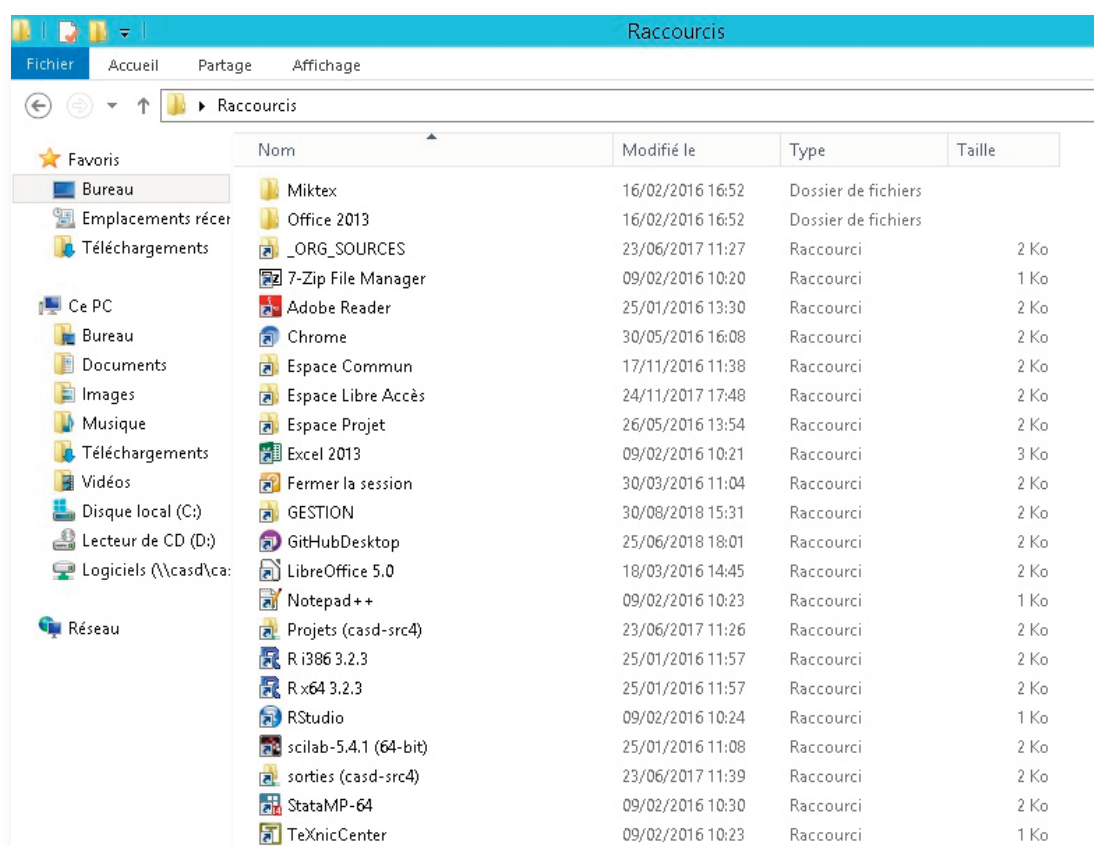 Raccourcis
Fichier Accueil Partage Affichage
Raccourcis
Favoris
Bureau
Emplacements récer
Téléchargements
Ce PC
Bureau
Documents
Images
Musique
Téléchargements
Vidéos
Disque local (C:)
Lecteur de CD (D:)
Logiciels (\\casd\ca:
Réseau
Nom Modifié le Type Taille
Miktex 16/02/2016 16:52 Dossier de fichiers
Office 2013 16/02/2016 16:52 Dossier de fichiers
_ORG_SOURCES 23/06/2017 11:27 Raccourci 2 Ko
7-Zip File Manager 09/02/2016 10:20 Raccourci 1 Ko
Adobe Reader 25/01/2016 13:30 Raccourci 2 Ko
Chrome 30/05/2016 16:08 Raccourci 2 Ko
Espace Commun 17/11/2016 11:38 Raccourci 2 Ko
Espace Libre Accès 24/11/2017 17:48 Raccourci 2 Ko
Espace Projet 26/05/2016 13:54 Raccourci 2 Ko
Excel 2013 09/02/2016 10:21 Raccourci 3 Ko
Fermer la session 30/03/2016 11:04 Raccourci 2 Ko
GESTION 30/08/2018 15:31 Raccourci 2 Ko
GitHubDesktop 25/06/2018 18:01 Raccourci 2 Ko
LibreOffice 5.0 18/03/2016 14:45 Raccourci 2 Ko
Notepad++ 09/02/2016 10:23 Raccourci 1 Ko
Projets (casd-src4) 23/06/2017 11:26 Raccourci 2 Ko
R i386 3.2.3 25/01/2016 11:57 Raccourci 2 Ko
R x64 3.2.3 25/01/2016 11:57 Raccourci 2 Ko
RStudio 09/02/2016 10:24 Raccourci 1 Ko
scilab-5.4.1 (64-bit) 25/01/2016 11:08 Raccourci 2 Ko
sorties (casd-src4) 23/06/2017 11:39 Raccourci 2 Ko
StataMP-64 09/02/2016 10:30 Raccourci 2 Ko
TeXnicCenter 09/02/2016 10:23 Raccourci 1 Ko